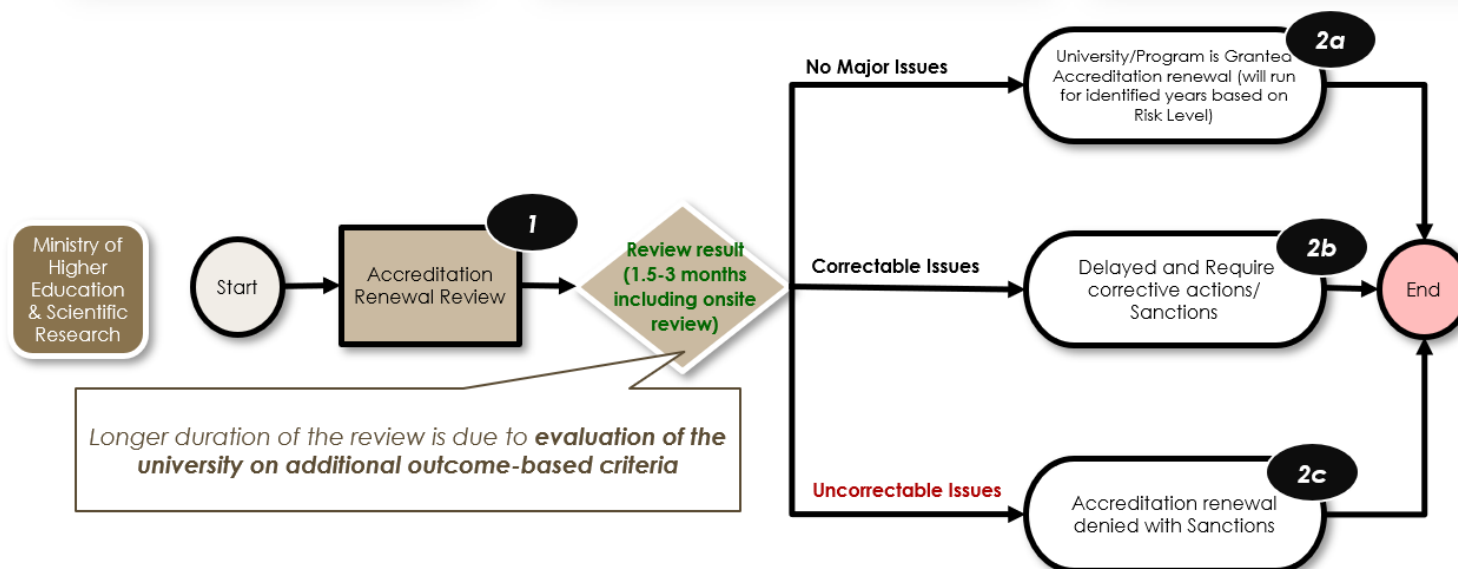 2a
University/Program is Granted
Accreditation renewal (will run
for identified years based on
Risk Level)
No Major Issues
1
Ministry of
Higher
Education
& Scientific
Research
Start
Accreditation
Renewal Review
Review result
(1.5-3 months
including onsite
review)
Correctable Issues
2b
Delayed and Require
corrective actions/
Sanctions
End
Longer duration of the review is due to evaluation of the
university on additional outcome-based criteria
Uncorrectable Issues
2c
Accreditation renewal
denied with Sanctions